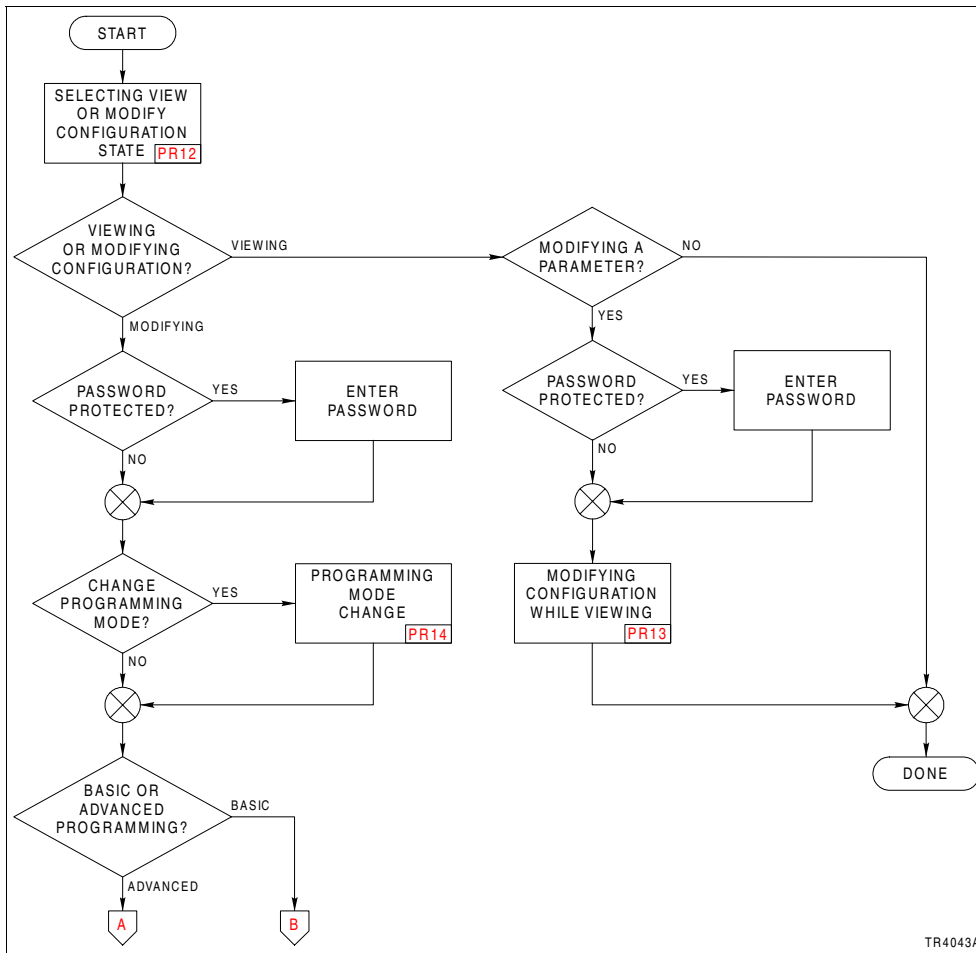 START
SELECTING VIEW
OR MODIFY
CONFIGURATION
STATE PR12
VIEWING
OR MODIFYING
CONFIGURATION?
VIEWING
MODIFYING A
PARAMETER?
NO
MODIFYING
YES
PASSWORD
PROTECTED?
YES
ENTER
PASSWORD
NO
PASSWORD
PROTECTED?
YES
ENTER
PASSWORD
NO
CHANGE
PROGRAMMING
MODE?
YES
PROGRAMMING
MODE
CHANGE
PR14
NO
MODIFYING
CONFIGURATION
WHILE VIEWING
PR13
DONE
BASIC OR
ADVANCED
PROGRAMMING?
BASIC
ADVANCED
A
B
TR4043A